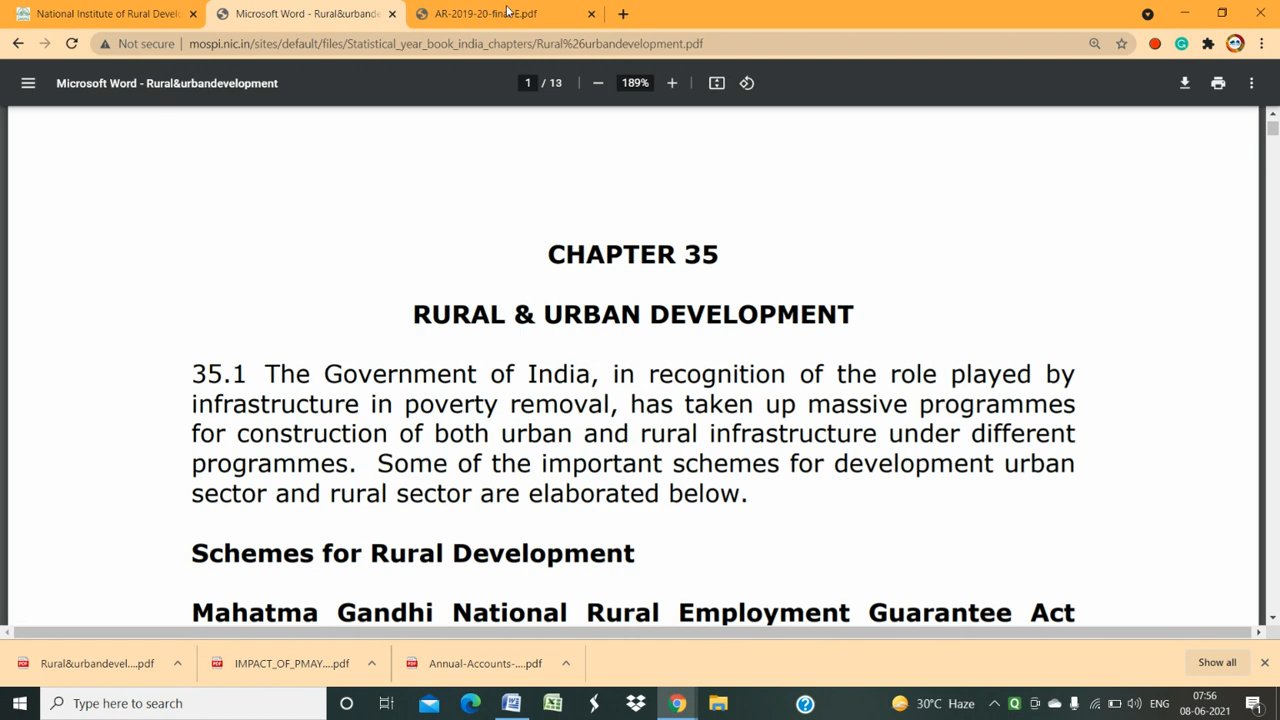 National Institute of Rural Devel
Microsoft Word - Rural&urbande
AR-2019-20-final-E.pdf
Not secure
mospi.nic.in/sites/default/files/Statistical_year_book_india_chapters/Rural%26urbandevelopment.pdf
Microsoft Word - Rural&urbandevelopment
1 / 13
189%
CHAPTER 35
RURAL & URBAN DEVELOPMENT
35.1 The Government of India, in recognition of the role played by
infrastructure in poverty removal, has taken up massive programmes
for construction of both urban and rural infrastructure under different
programmes. Some of the important schemes for development urban
sector and rural sector are elaborated below.
Schemes for Rural Development
Mahatma Gandhi National Rural Employment Guarantee Act
Rural&urbandevel....pdf
IMPACT_OF_PMAY....pdf
Annual-Accounts-....pdf
Show all
Type here to search
30°C Haze
ENG
07:56
08-06-2021